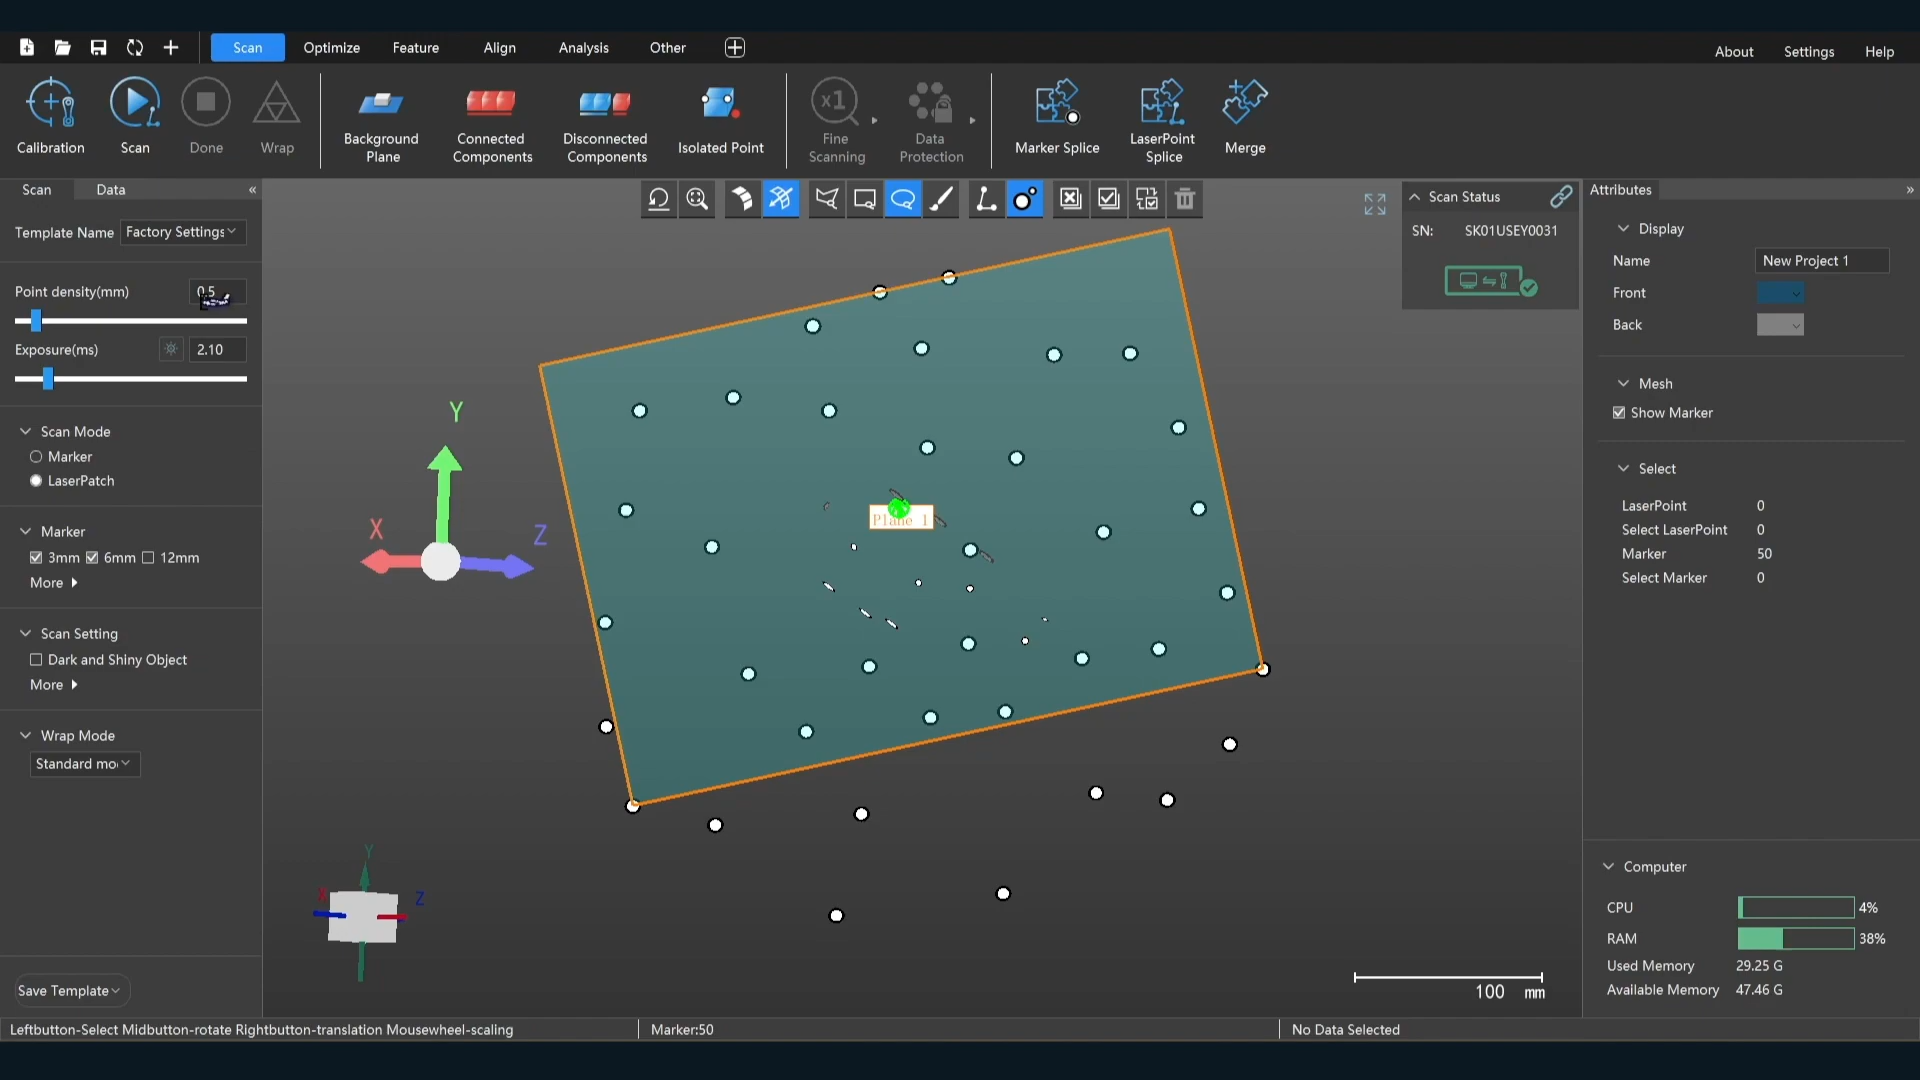 Scan
Optimize
Feature
Align
Analysis
Other
About
Settings
Help
Calibration
Scan
Done
Wrap
Background
Plane
Connected
Components
Disconnected
Components
Isolated Point
x1
Fine
Scanning
Data
Protection
Marker Splice
LaserPoint
Splice
Merge
Scan
Data
«
Template Name
Factory Settings
Point density(mm)
0.5
Exposure(ms)
2.10
Scan Mode
Marker
LaserPatch
Marker
3mm
6mm
12mm
More
Scan Setting
Dark and Shiny Object
More
Wrap Mode
Standard mo
Save Template
Y
X
Z
Plane 1
Y
X
Z
100 mm
Scan Status
SN: SK01USEY0031
Attributes
»
Display
Name New Project 1
Front
Back
Mesh
Show Marker
Select
LaserPoint 0
Select LaserPoint 0
Marker 50
Select Marker 0
Computer
CPU 4%
RAM 38%
Used Memory 29.25 G
Available Memory 47.46 G
Leftbutton-Select Midbutton-rotate Rightbutton-translation Mousewheel-scaling
Marker:50
No Data Selected